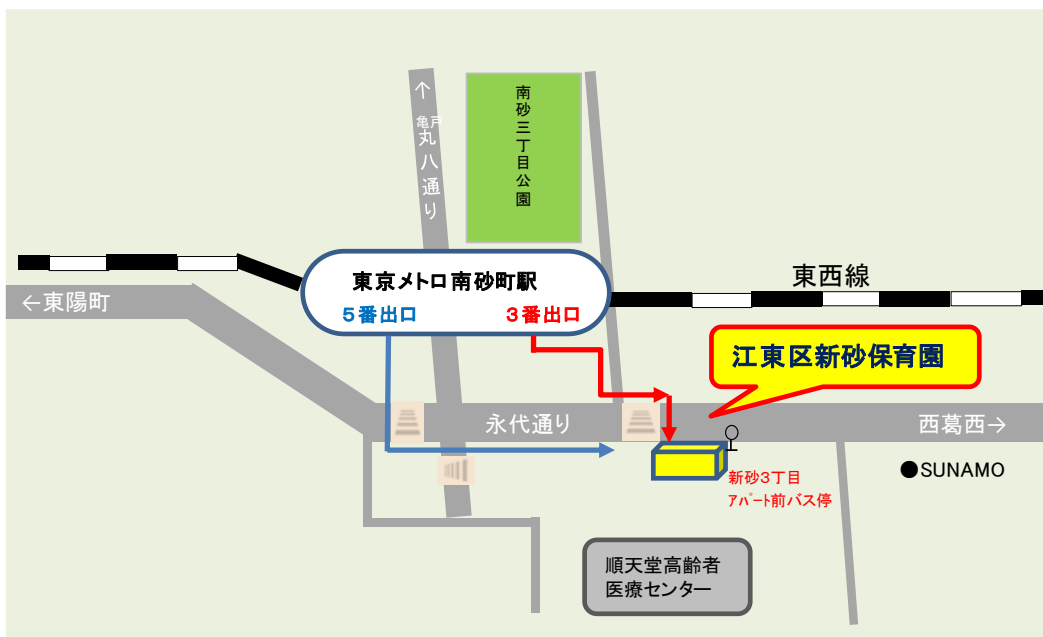 ↑
亀戸
丸八通り
南砂三丁目公園
東京メトロ南砂町駅
5番出口
3番出口
東西線
←東陽町
江東区新砂保育園
永代通り
西葛西→
新砂3丁目
ｱﾊﾟｰﾄ前バス停
●SUNAMO
順天堂高齢者
医療センター